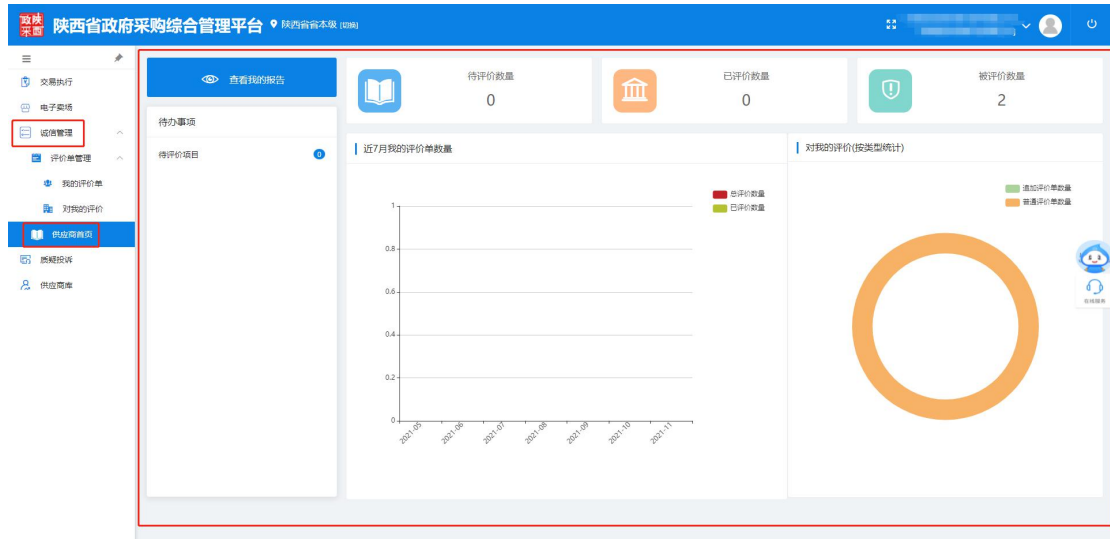 政陕
采西
陕西省政府采购综合管理平台
陕西省省本级 [切换]
交易执行
电子卖场
诚信管理
评价单管理
我的评价单
对我的评价
供应商首页
质疑投诉
供应商库
查看我的报告
待办事项
待评价项目
0
待评价数量
0
已评价数量
0
被评价数量
2
近7月我的评价单数量
总评价数量
已评价数量
1
0.8
0.6
0.4
0.2
0
2021-05
2021-06
2021-07
2021-08
2021-09
2021-10
2021-11
对我的评价(按类型统计)
追加评价单数量
普通评价单数量
在线服务